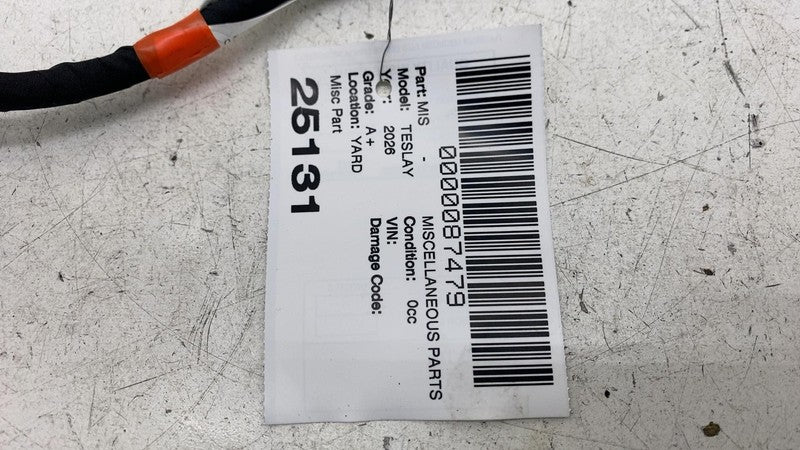 0000087479
Part: MIS - MISCELLANEOUS PARTS
Model: TESLAY Condition: 0cc
2026 VIN:
Grade: A+ Damage Code:
Location: YARD
Misc Part
25131